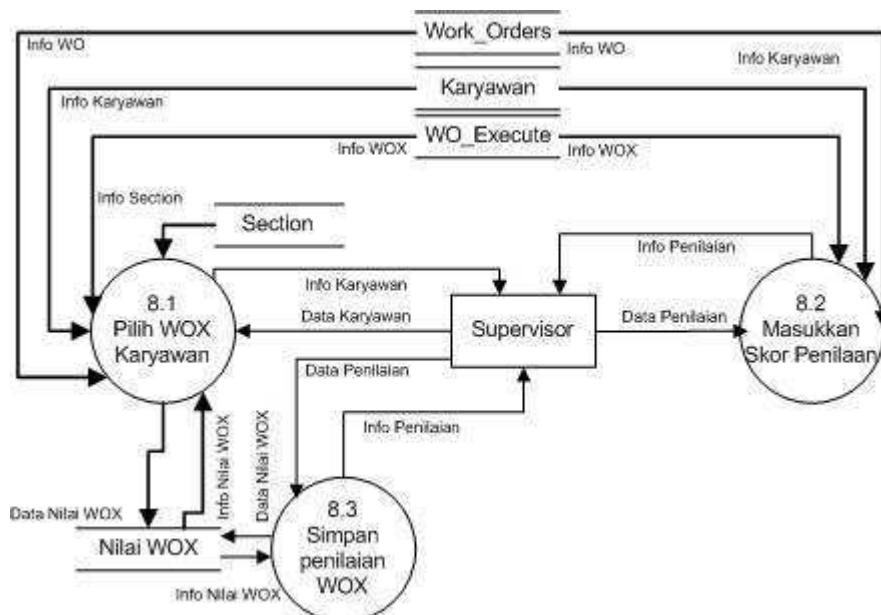 Info WO
Work_Orders
Info WO
Info Karyawan
Karyawan
Info Karyawan
WO_Execute
Info WOX
Info WOX
Info Section
Section
Info Penilaian
Info Karyawan
8.1
Pilih WOX
Karyawan
Data Karyawan
Supervisor
Data Penilaian
8.2
Masukkan
Skor Penilaan
Data Penilaian
Info Penilaian
Info Nilai WOX
Data Nilai WOX
Data Nilai WOX
8.3
Simpan
penilaian
WOX
Nilai WOX
Info Nilai WOX